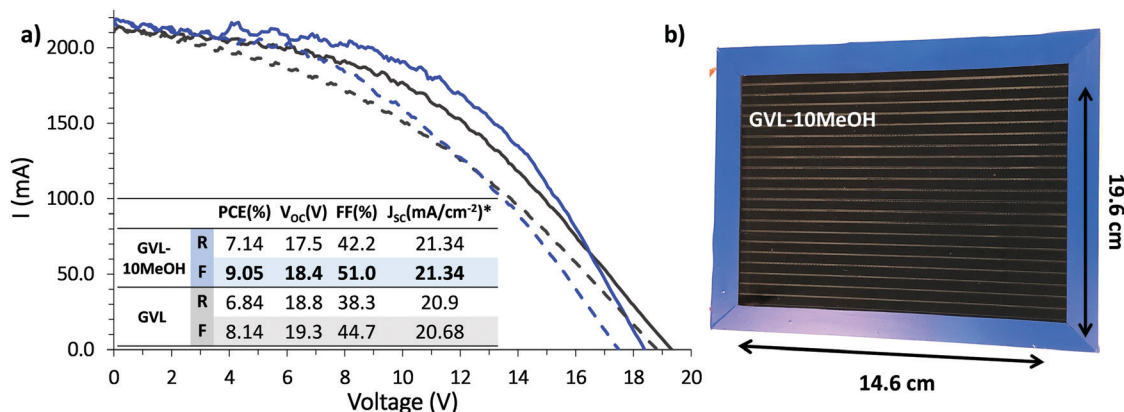 a)
I (mA)
200.0
150.0
100.0
50.0
0.0
PCE(%) V_OC(V) FF(%) J_SC(mA/cm⁻²)*
GVL-10MeOH
R 7.14 17.5 42.2 21.34
F 9.05 18.4 51.0 21.34
GVL
R 6.84 18.8 38.3 20.9
F 8.14 19.3 44.7 20.68
0 2 4 6 8 10 12 14 16 18 20
Voltage (V)
b)
GVL-10MeOH
19.6 cm
14.6 cm